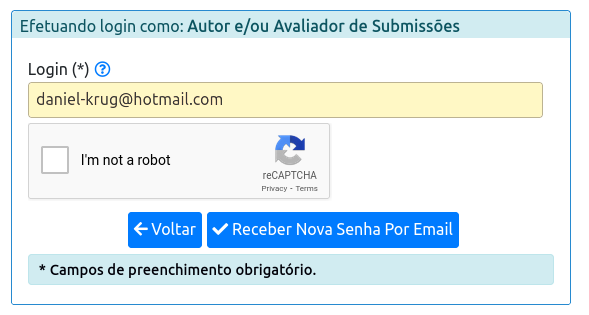 Efetuando login como: Autor e/ou Avaliador de Submissões
Login (*)
daniel-krug@hotmail.com
I'm not a robot
reCAPTCHA
Privacy - Terms
Voltar
Receber Nova Senha Por Email
* Campos de preenchimento obrigatório.